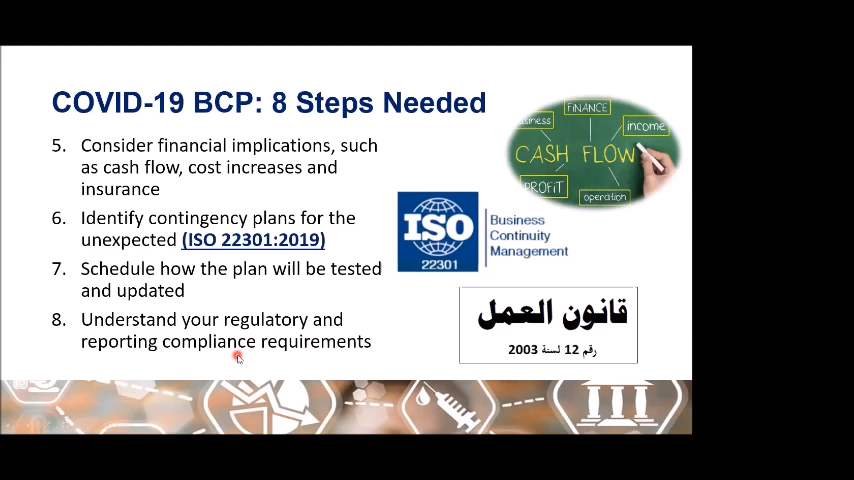 COVID-19 BCP: 8 Steps Needed
5. Consider financial implications, such
as cash flow, cost increases and
insurance
6. Identify contingency plans for the
unexpected (ISO 22301:2019)
7. Schedule how the plan will be tested
and updated
8. Understand your regulatory and
reporting compliance requirements
FINANCE
income
CASH FLOW
PROFIT
operation
ISO
22301
Business
Continuity
Management
قانون العمل
رقم 12 لسنة 2003